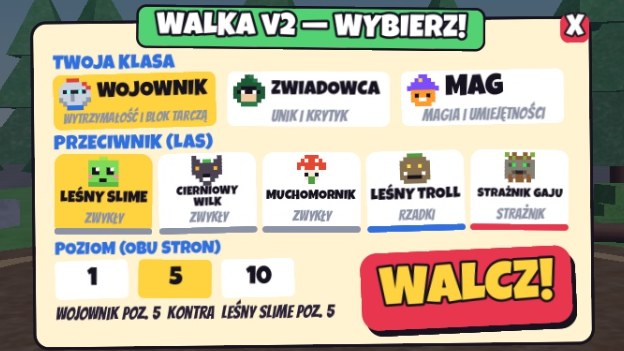 WALKA V2 — WYBIERZ!
X
TWOJA KLASA
WOJOWNIK
WYTRZYMAŁOŚĆ I BLOK TARCZĄ
ZWIADOWCA
UNIK I KRYTYK
MAG
MAGIA I UMIEJĘTNOŚCI
PRZECIWNIK (LAS)
LEŚNY SLIME
ZWYKŁY
CIERNIOWY
WILK
ZWYKŁY
MUCHOMORNIK
ZWYKŁY
LEŚNY TROLL
RZADKI
STRAŻNIK GAJU
STRAŻNIK
POZIOM (OBU STRON)
1
5
10
WOJOWNIK POZ. 5 KONTRA LEŚNY SLIME POZ. 5
WALCZ!